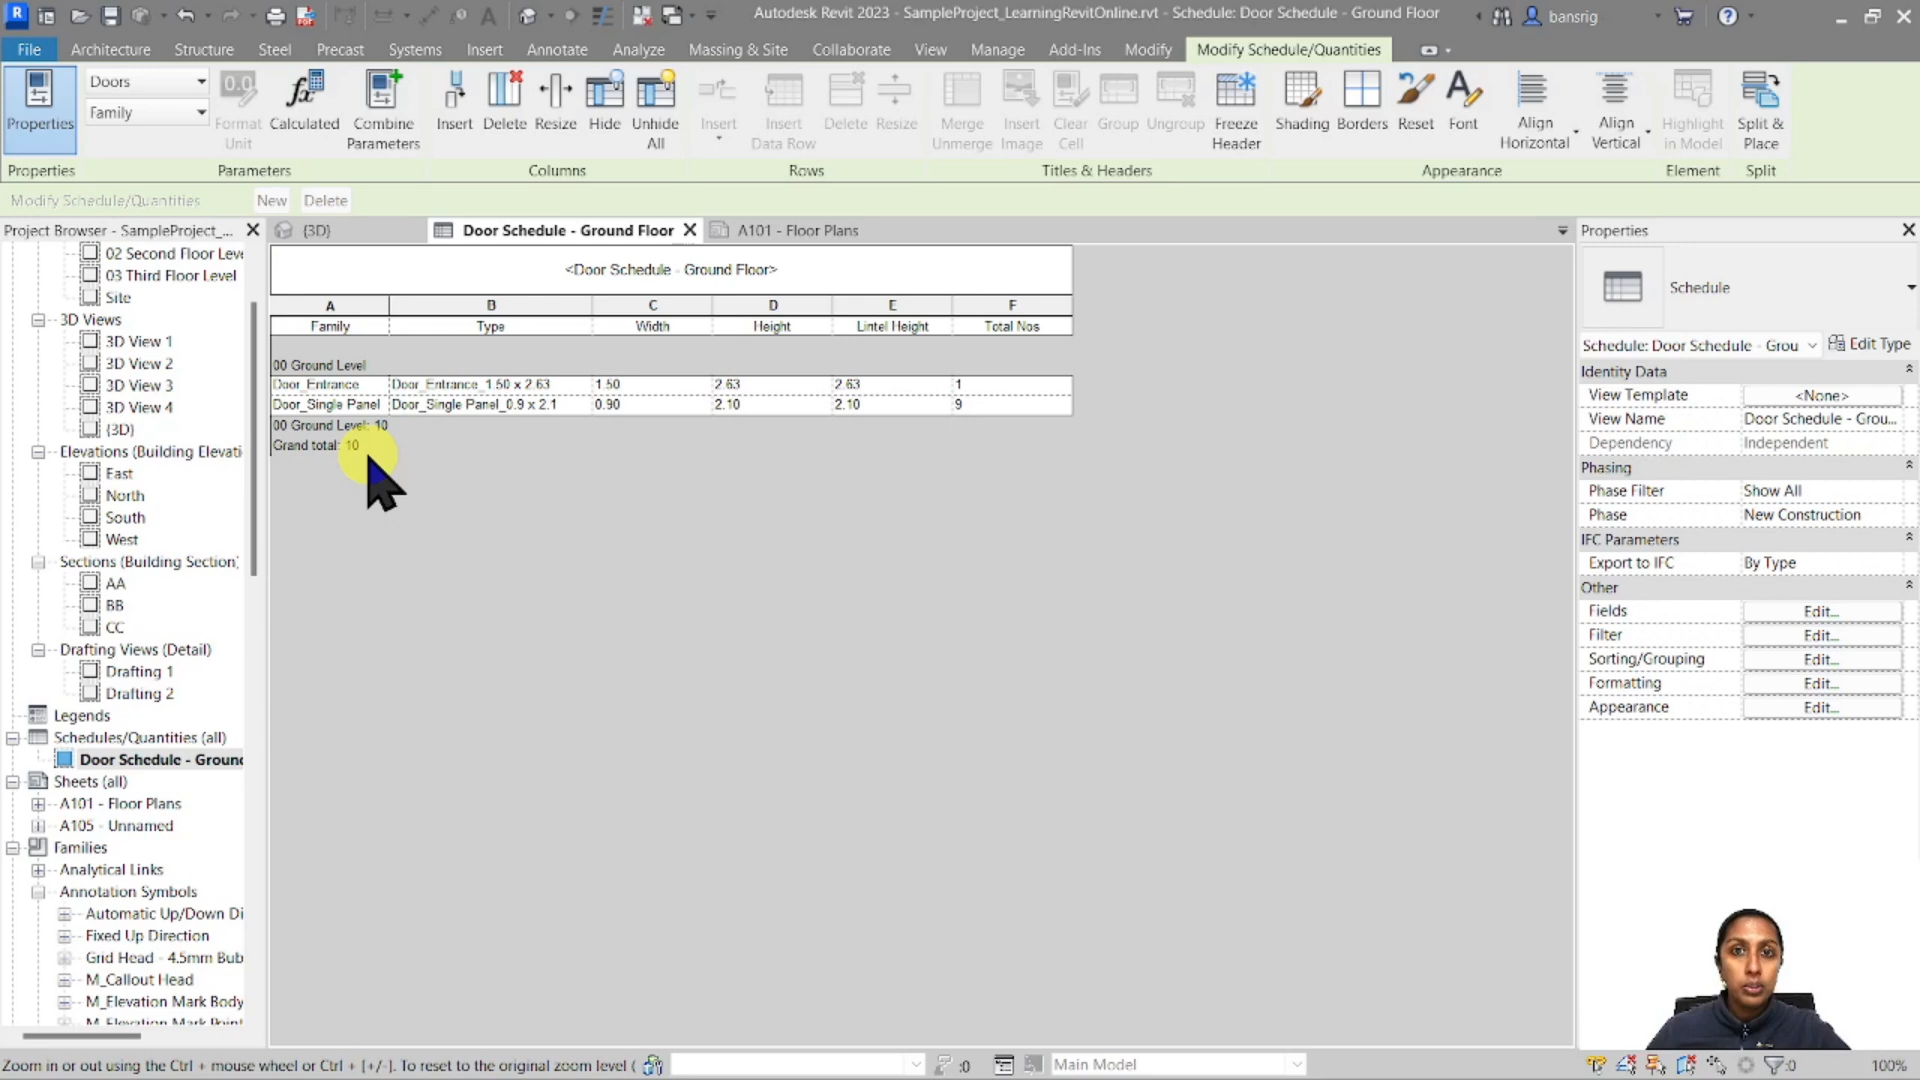 Autodesk Revit 2023 - SampleProject_LearningRevitOnline.rvt - Schedule: Door Schedule - Ground Floor
bansrig
File Architecture Structure Steel Precast Systems Insert Annotate Analyze Massing & Site Collaborate View Manage Add-Ins Modify Modify Schedule/Quantities
Properties
Doors
Family
Format Unit
Calculated
Combine Parameters
Insert Delete Resize Hide Unhide All
Insert
Insert Data Row
Delete Resize
Merge Unmerge
Insert Image
Clear Cell
Group Ungroup
Freeze Header
Shading Borders Reset Font
Align Horizontal
Align Vertical
Highlight in Model
Split & Place
Properties Parameters Columns Rows Titles & Headers Appearance Element Split
Modify Schedule/Quantities New Delete
Project Browser - SampleProject_...
02 Second Floor Leve
03 Third Floor Level
Site
3D Views
3D View 1
3D View 2
3D View 3
3D View 4
{3D}
Elevations (Building Elevati
East
North
South
West
Sections (Building Section)
AA
BB
CC
Drafting Views (Detail)
Drafting 1
Drafting 2
Legends
Schedules/Quantities (all)
Door Schedule - Ground
Sheets (all)
A101 - Floor Plans
A105 - Unnamed
Families
Analytical Links
Annotation Symbols
Automatic Up/Down Di
Fixed Up Direction
Grid Head - 4.5mm Bub
M_Callout Head
M_Elevation Mark Body
M_Elevation Mark Point
{3D} Door Schedule - Ground Floor A101 - Floor Plans
<Door Schedule - Ground Floor>
A B C D E F
Family Type Width Height Lintel Height Total Nos
00 Ground Level
Door_Entrance Door_Entrance_1.50 x 2.63 1.50 2.63 2.63 1
Door_Single Panel Door_Single Panel_0.9 x 2.1 0.90 2.10 2.10 9
00 Ground Level: 10
Grand total: 10
Properties
Schedule
Schedule: Door Schedule - Grou Edit Type
Identity Data
View Template <None>
View Name Door Schedule - Grou...
Dependency Independent
Phasing
Phase Filter Show All
Phase New Construction
IFC Parameters
Export to IFC By Type
Other
Fields Edit...
Filter Edit...
Sorting/Grouping Edit...
Formatting Edit...
Appearance Edit...
Zoom in or out using the Ctrl + mouse wheel or Ctrl + [+/-]. To reset to the original zoom level ( :0 Main Model :0 100%